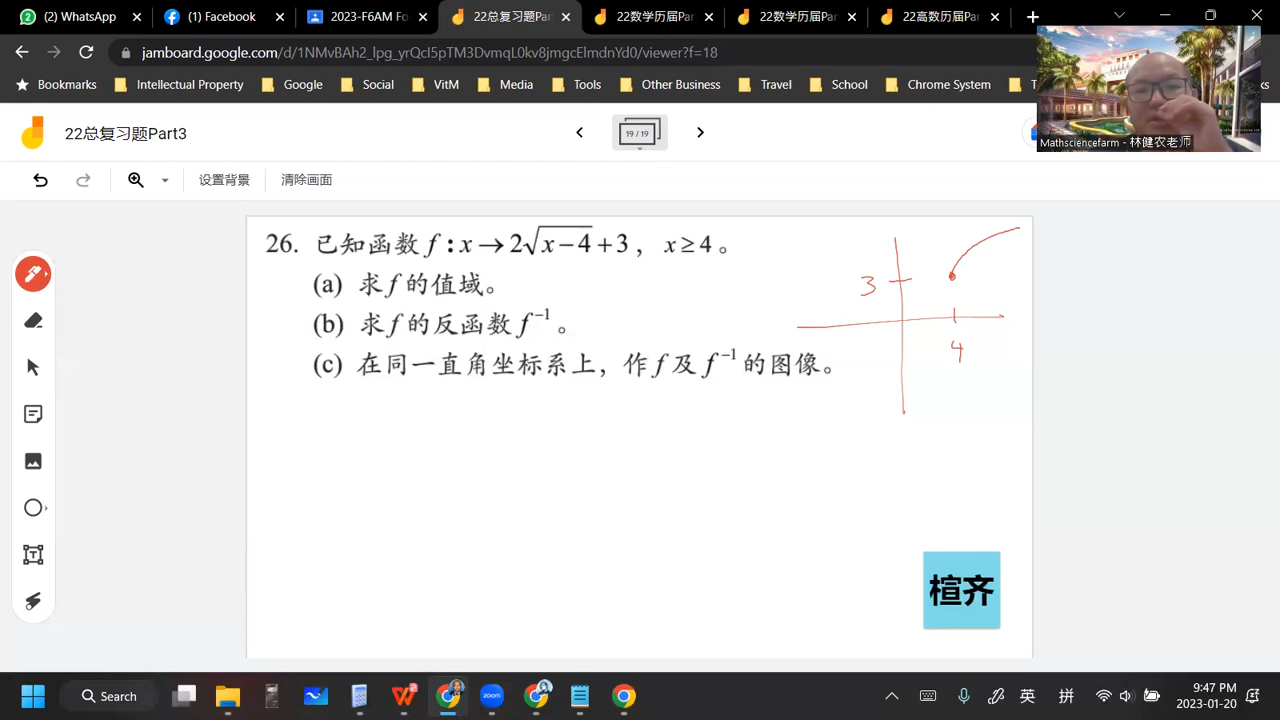 (2) WhatsApp
(1) Facebook
2023-F6AM Fo
22总复习题Part
22数学历届Par
22数学历届Par
22高数历届Part
jamboard.google.com/d/1NMvBAh2_lpg_yrOcI5pTM3DvmqL0kv8jmgcElmdnYd0/viewer?f=18
Bookmarks
Intellectual Property
Google
Social
VitM
Media
Tools
Other Business
Travel
School
Chrome System
Mathsciencefarm - 林健农老师
22总复习题Part3
19 / 19
设置背景
清除画面
26. 已知函数 f : x → 2√(x−4) + 3， x ≥ 4 。
(a) 求 f 的值域。
(b) 求 f 的反函数 f⁻¹ 。
(c) 在同一直角坐标系上，作 f 及 f⁻¹ 的图像。
3
4
楦齐
Search
zoom
英
拼
9:47 PM
2023-01-20